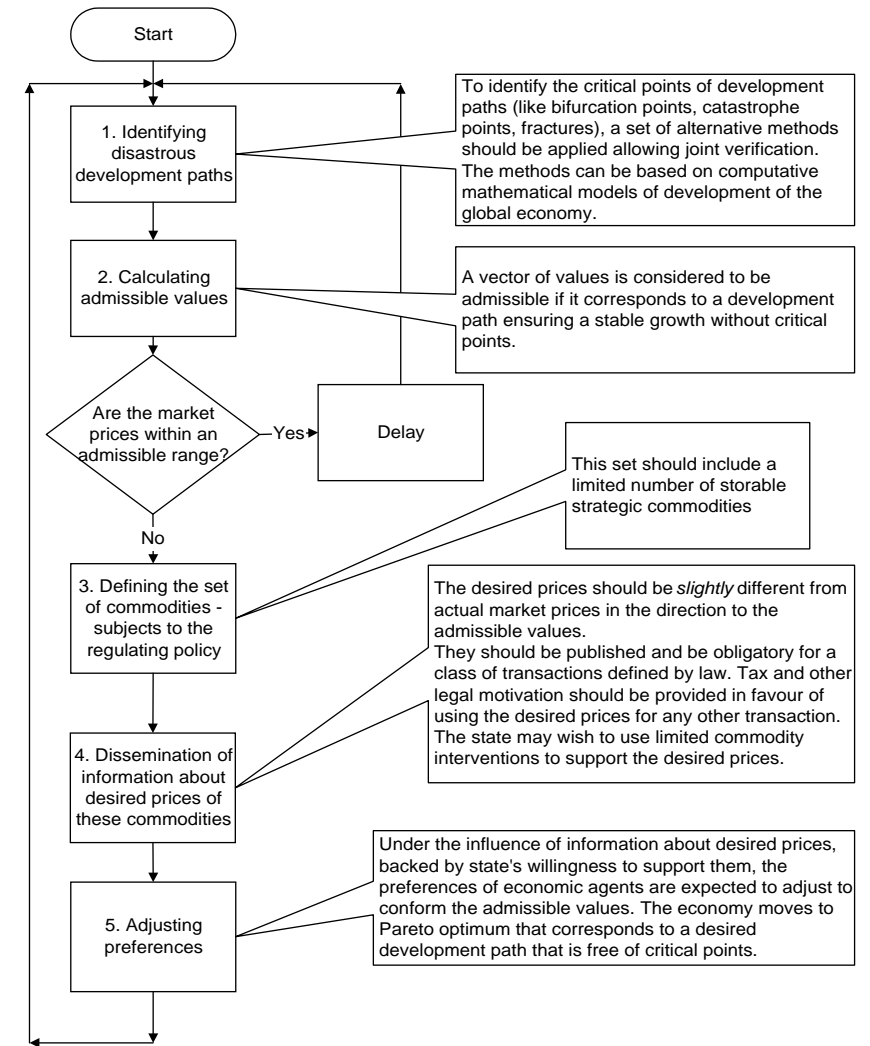 Start
1. Identifying
disastrous
development paths
To identify the critical points of development
paths (like bifurcation points, catastrophe
points, fractures), a set of alternative methods
should be applied allowing joint verification.
The methods can be based on computative
mathematical models of development of the
global economy.
2. Calculating
admissible values
A vector of values is considered to be
admissible if it corresponds to a development
path ensuring a stable growth without critical
points.
Are the market
prices within an
admissible range?
Yes
Delay
No
This set should include a
limited number of storable
strategic commodities
3. Defining the set
of commodities -
subjects to the
regulating policy
The desired prices should be slightly different from
actual market prices in the direction to the
admissible values.
They should be published and be obligatory for a
class of transactions defined by law. Tax and other
legal motivation should be provided in favour of
using the desired prices for any other transaction.
The state may wish to use limited commodity
interventions to support the desired prices.
4. Dissemination of
information about
desired prices of
these commodities
Under the influence of information about desired prices,
backed by state's willingness to support them, the
preferences of economic agents are expected to adjust to
conform the admissible values. The economy moves to
Pareto optimum that corresponds to a desired
development path that is free of critical points.
5. Adjusting
preferences